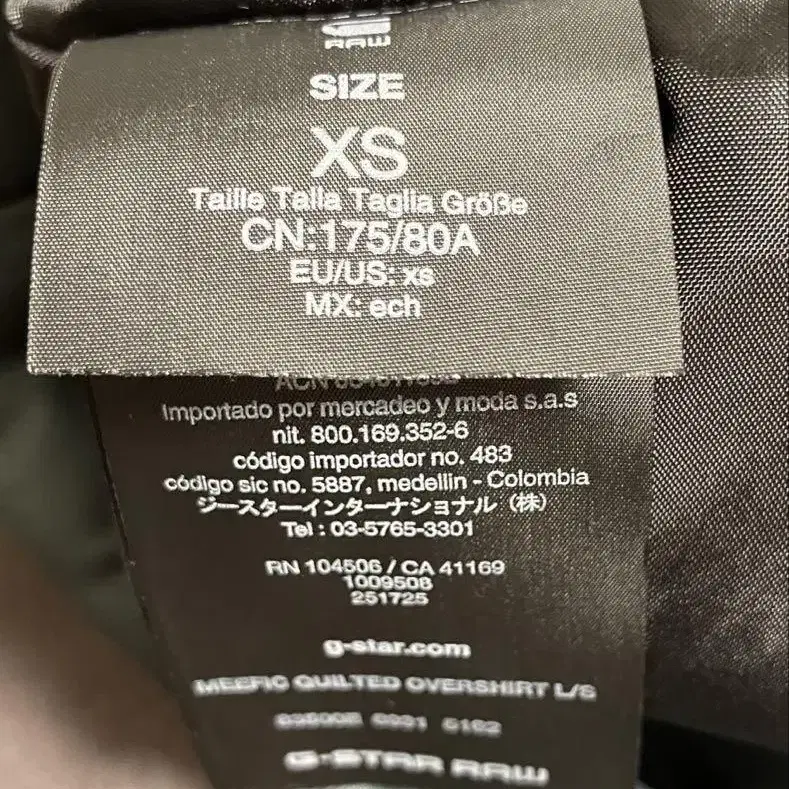 RAW
SIZE
XS
Taille Talla Taglia Größe
CN:175/80A
EU/US: xs
MX: ech
ACN
Importado por mercadeo y moda s.a.s
nit. 800.169.352-6
código importador no. 483
código sic no. 5887, medellin - Colombia
ジースターインターナショナル（株）
Tel : 03-5765-3301
RN 104506 / CA 41169
1009508
251725
g-star.com
MEEFIC QUILTED OVERSHIRT L/S
G-STAR RAW